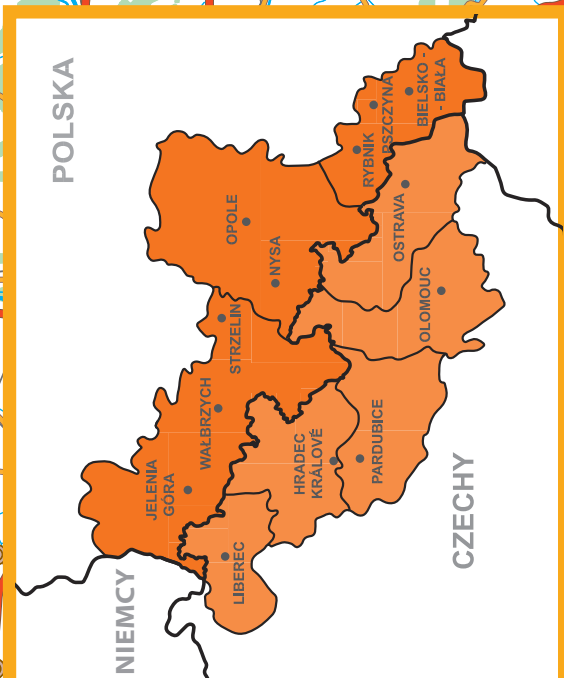 POLSKA
NIEMCY
CZECHY
JELENIA
GÓRA
WAŁBRZYCH
STRZELIN
OPOLE
NYSA
RYBNIK
PSZCZYNA
BIELSKO -
- BIAŁA
LIBEREC
HRADEC
KRÁLOVÉ
PARDUBICE
OLOMOUC
OSTRAVA